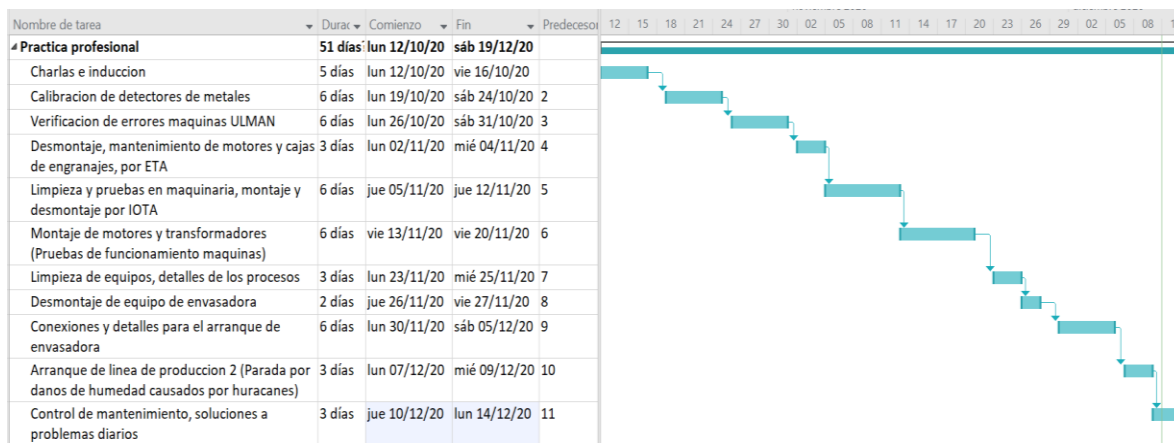 Nombre de tarea Durac Comienzo Fin Predecesor 12 15 18 21 24 27 30 02 05 08 11 14 17 20 23 26 29 02 05 08
Practica profesional 51 días? lun 12/10/20 sáb 19/12/20
Charlas e induccion 5 días lun 12/10/20 vie 16/10/20
Calibracion de detectores de metales 6 días lun 19/10/20 sáb 24/10/20 2
Verificacion de errores maquinas ULMAN 6 días lun 26/10/20 sáb 31/10/20 3
Desmontaje, mantenimiento de motores y cajas 3 días lun 02/11/20 mié 04/11/20 4
de engranajes, por ETA
Limpieza y pruebas en maquinaria, montaje y 6 días jue 05/11/20 jue 12/11/20 5
desmontaje por IOTA
Montaje de motores y transformadores 6 días vie 13/11/20 vie 20/11/20 6
(Pruebas de funcionamiento maquinas)
Limpieza de equipos, detalles de los procesos 3 días lun 23/11/20 mié 25/11/20 7
Desmontaje de equipo de envasadora 2 días jue 26/11/20 vie 27/11/20 8
Conexiones y detalles para el arranque de 6 días lun 30/11/20 sáb 05/12/20 9
envasadora
Arranque de linea de produccion 2 (Parada por 3 días lun 07/12/20 mié 09/12/20 10
danos de humedad causados por huracanes)
Control de mantenimiento, soluciones a 3 días jue 10/12/20 lun 14/12/20 11
problemas diarios